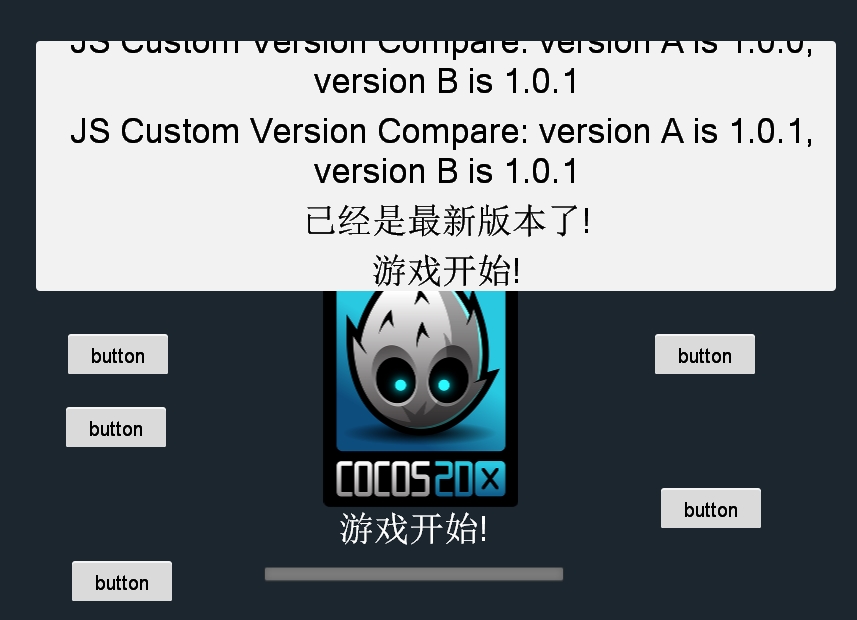 JS Custom Version Compare: version A is 1.0.0,
version B is 1.0.1
JS Custom Version Compare: version A is 1.0.1,
version B is 1.0.1
已经是最新版本了!
游戏开始!
button
button
button
COCOS2DX
button
游戏开始!
button